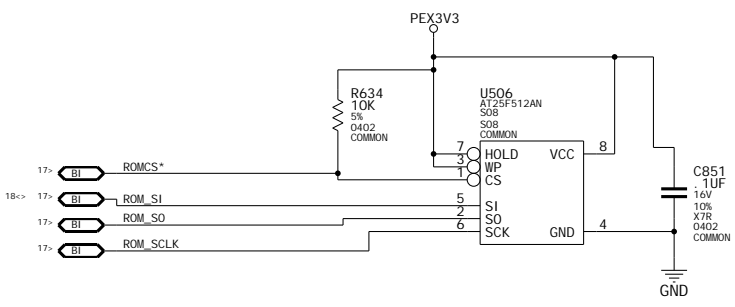 PEX3V3
R634
10K
5%
0402
COMMON
U506
AT25F512AN
SO8
SO8
COMMON
7 HOLD VCC 8
3 WP
1 CS
5 SI
2 SO
6 SCK GND 4
C851
.1UF
16V
10%
X7R
0402
COMMON
GND
17> BI ROMCS*
18<> 17> BI ROM_SI
17> BI ROM_SO
17> BI ROM_SCLK